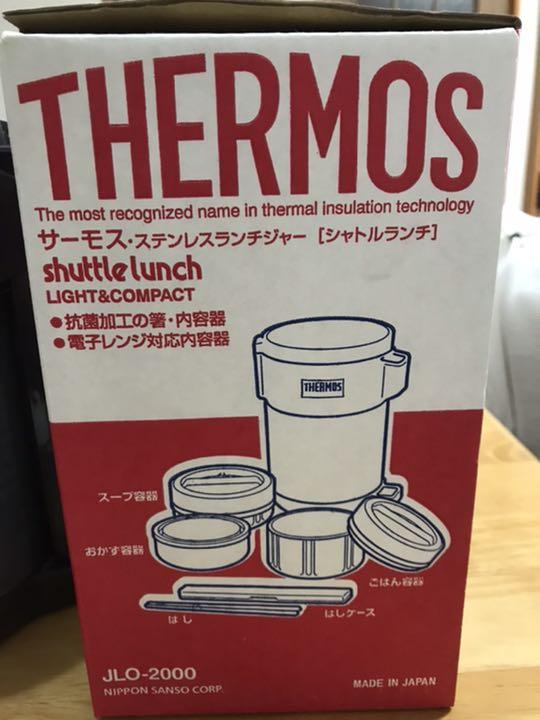 THERMOS
The most recognized name in thermal insulation technology
サーモス・ステンレスランチジャー [シャトルランチ]
shuttle lunch
LIGHT&COMPACT
●抗菌加工の箸・内容器
●電子レンジ対応内容器
THERMOS
スープ容器
おかず容器
ごはん容器
はし
はしケース
JLO-2000
NIPPON SANSO CORP.
MADE IN JAPAN